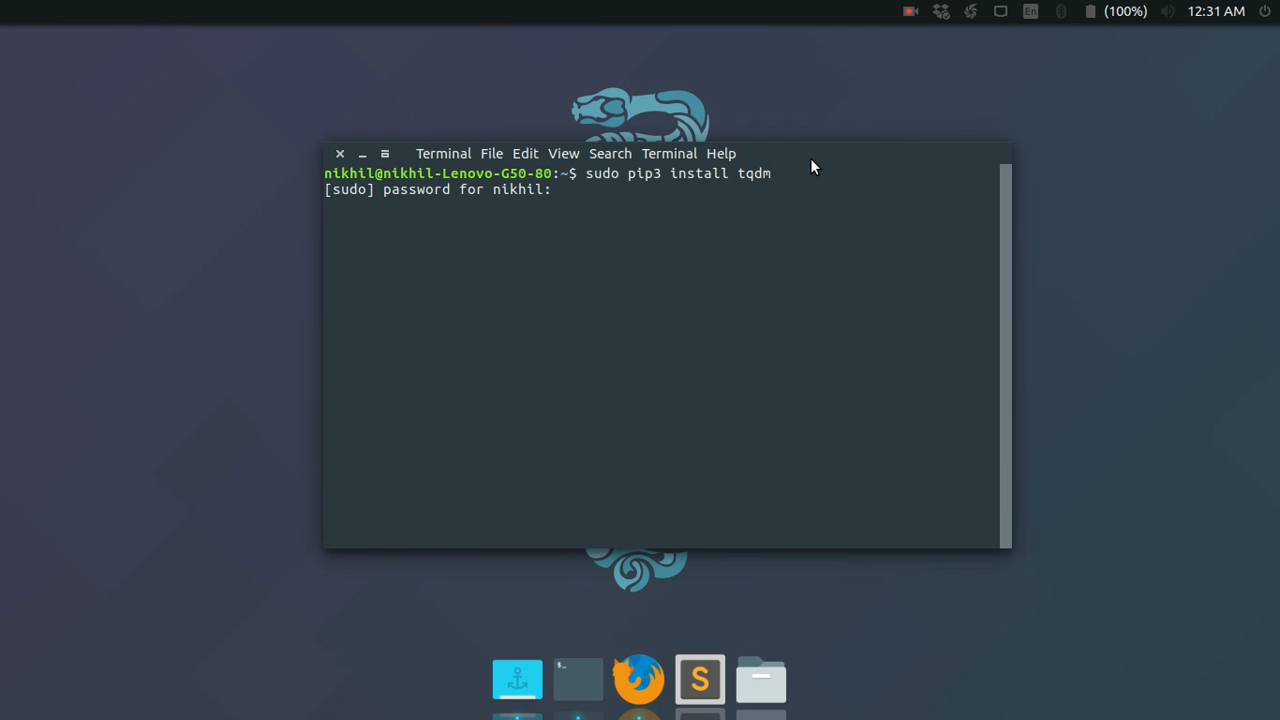 En (100%) 12:31 AM
Terminal File Edit View Search Terminal Help
nikhil@nikhil-Lenovo-G50-80:~$ sudo pip3 install tqdm
[sudo] password for nikhil:
$_ S